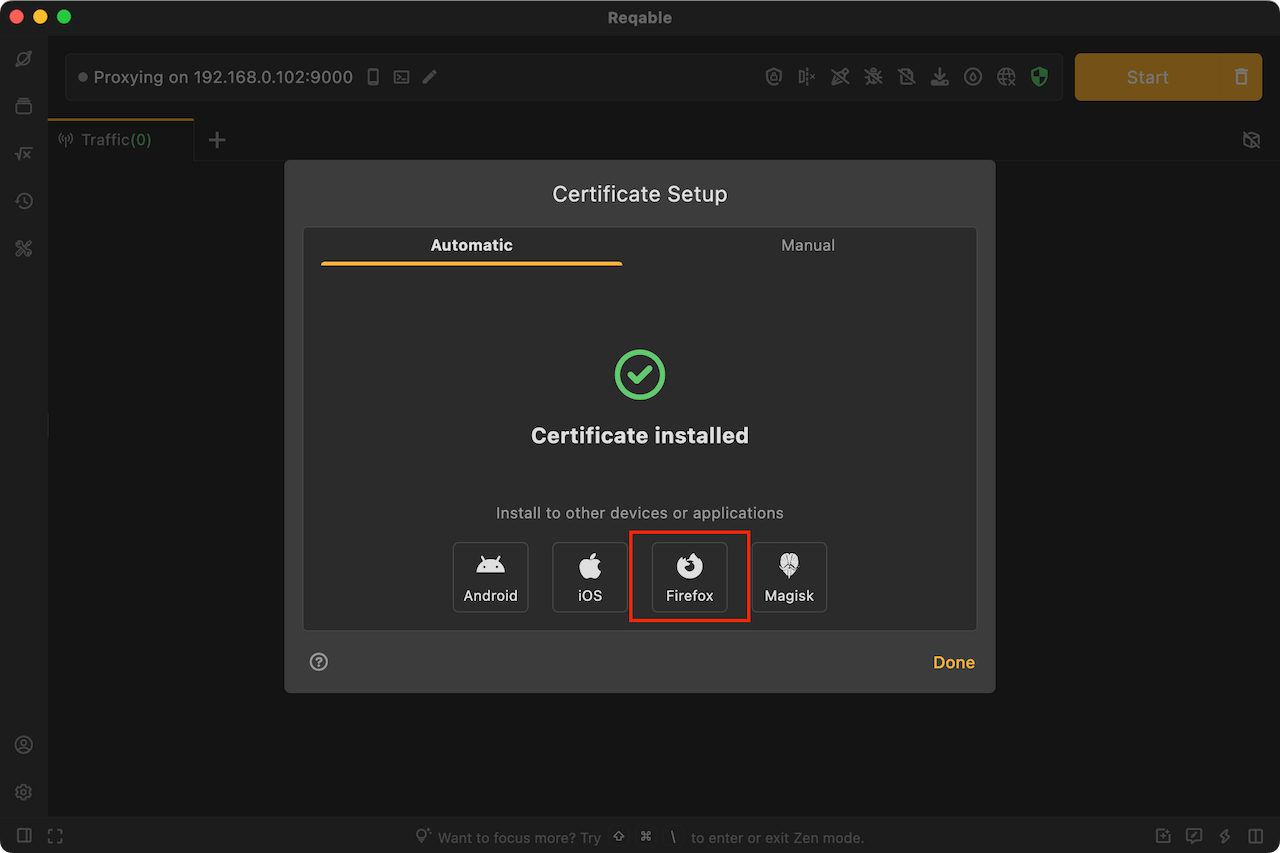 Reqable
Proxying on 192.168.0.102:9000
Start
Traffic(0)
Certificate Setup
Automatic
Manual
Certificate installed
Install to other devices or applications
Android
iOS
Firefox
Magisk
Done
Want to focus more? Try ⇧ ⌘ \ to enter or exit Zen mode.